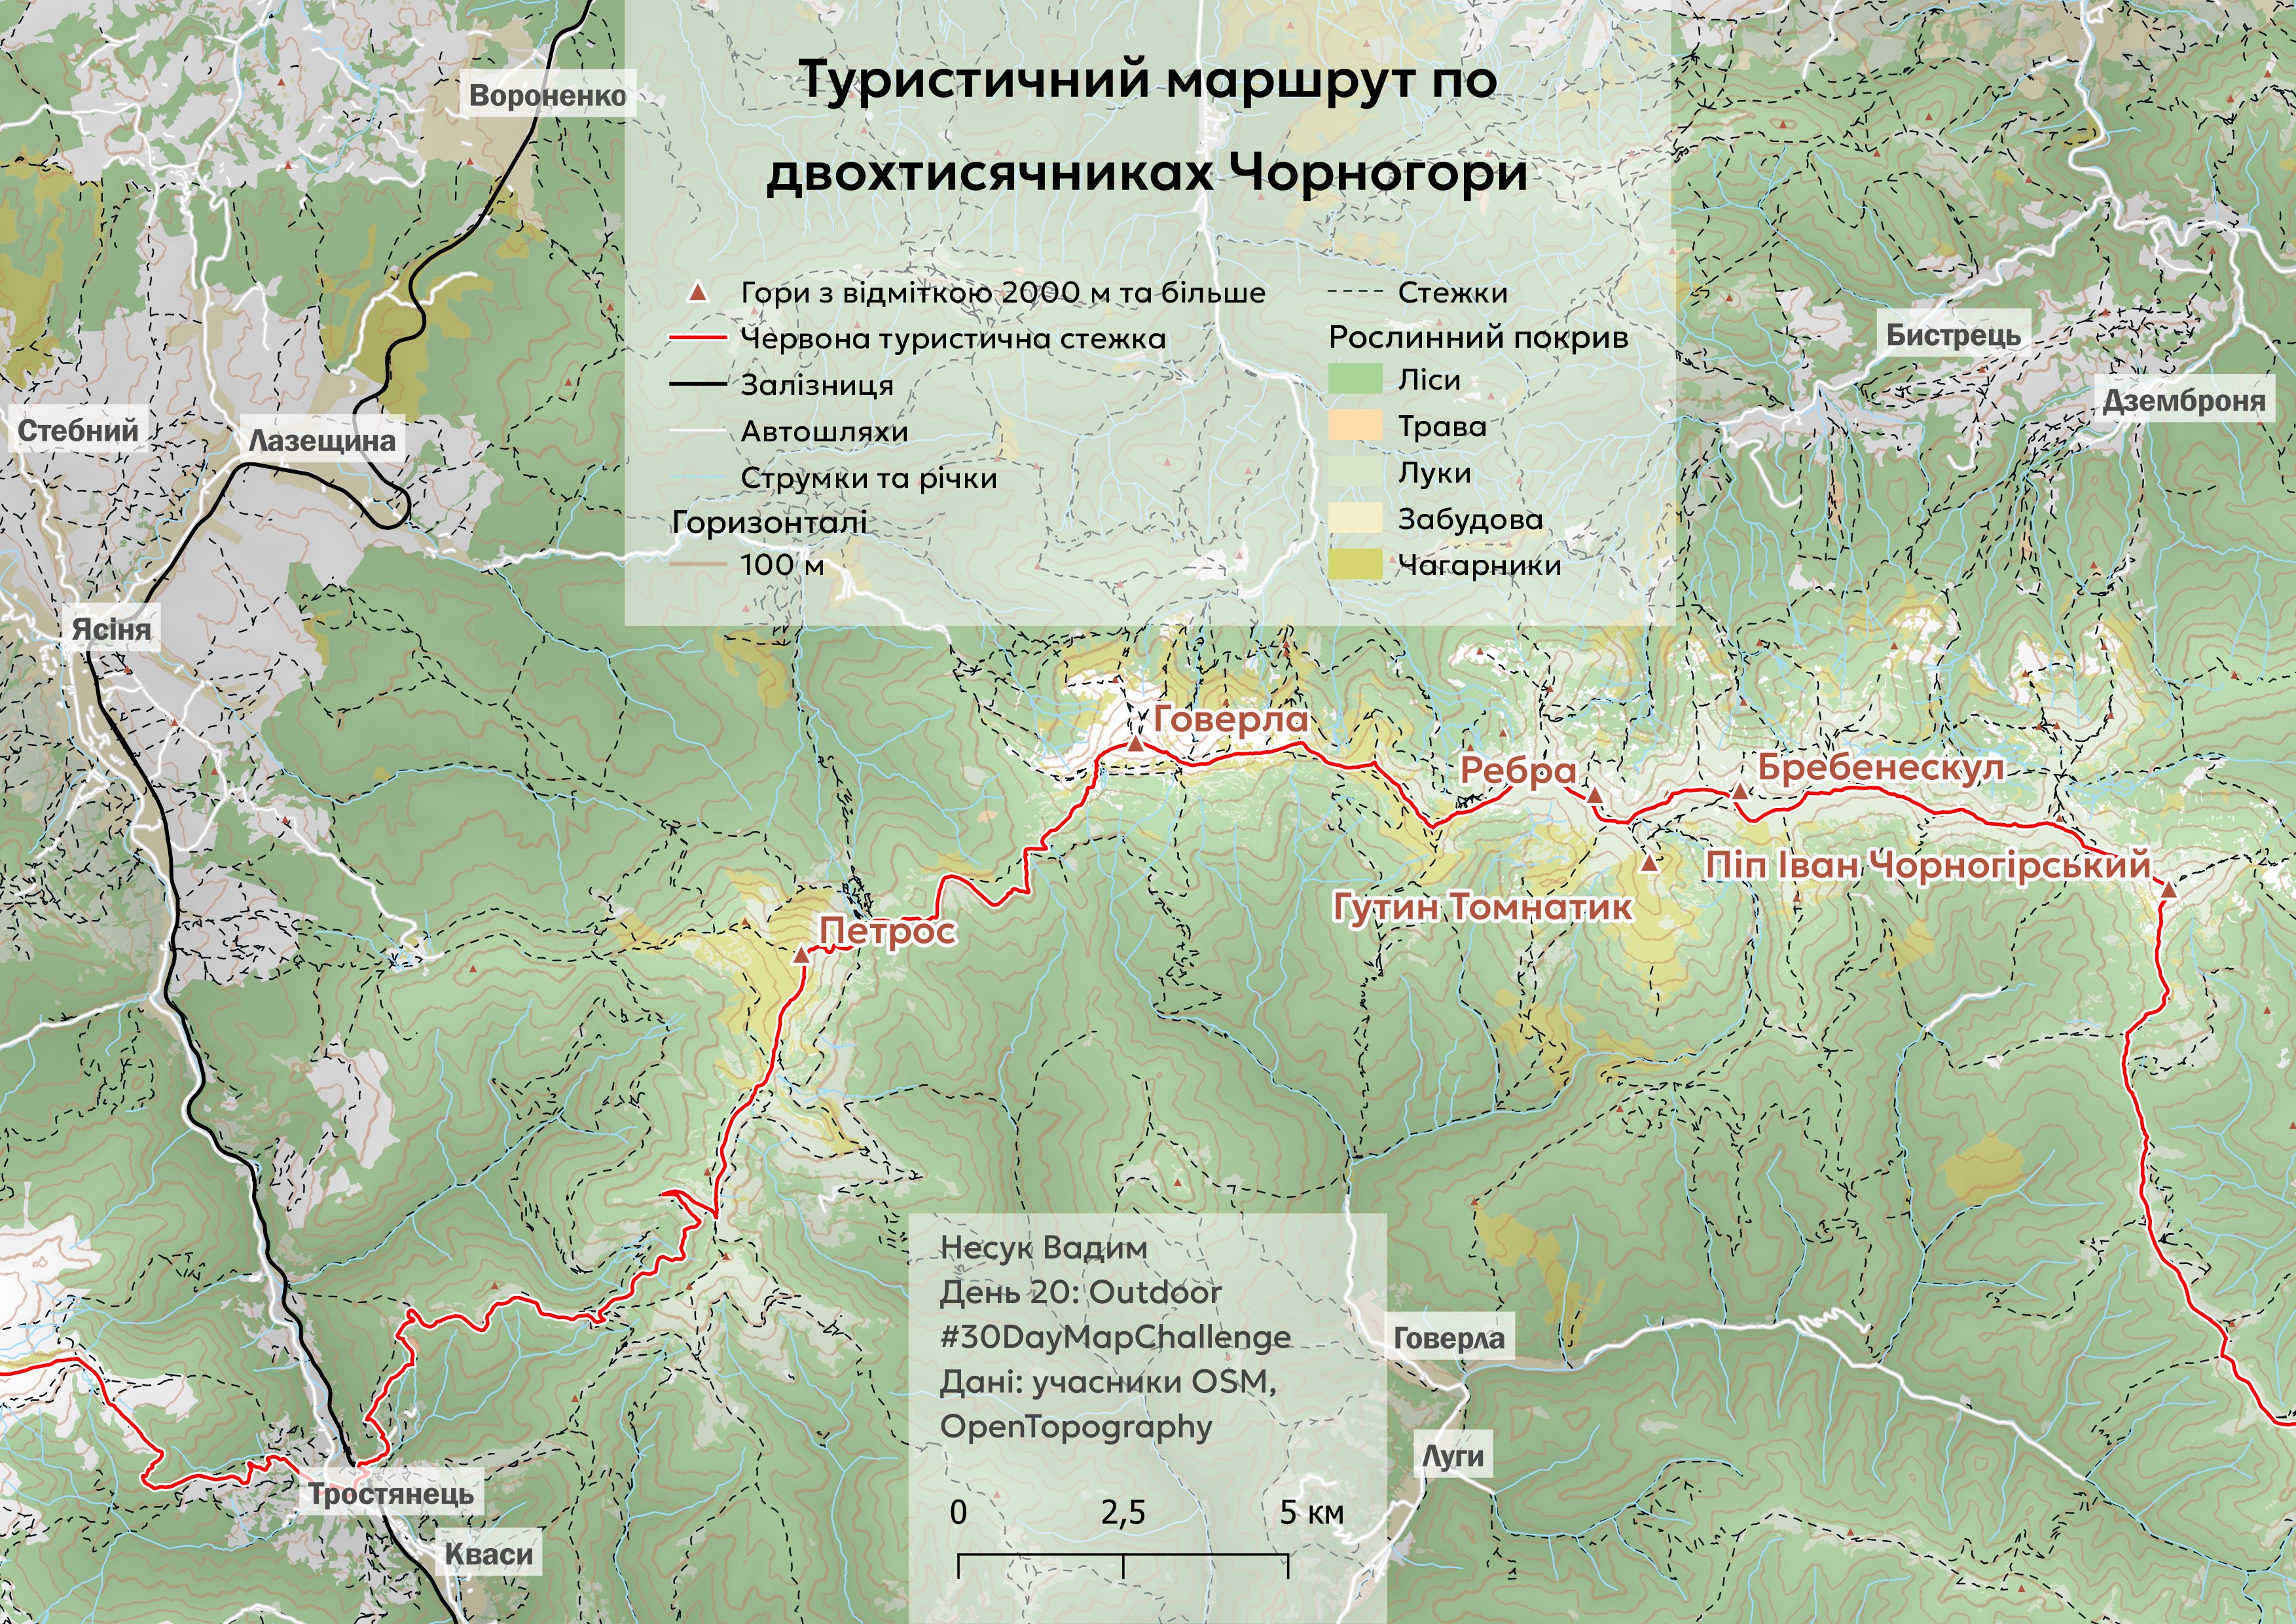 Туристичний маршрут по
двохтисячниках Чорногори
Гори з відміткою 2000 м та більше
Червона туристична стежка
Залізниця
Автошляхи
Струмки та річки
Горизонталі
100 м
Стежки
Рослинний покрив
Ліси
Трава
Луки
Забудова
Чагарники
Вороненко
Бистрець
Дземброня
Стебний
Лазещина
Ясіня
Говерла
Ребра
Бребенескул
Піп Іван Чорногірський
Гутин Томнатик
Петрос
Несук Вадим
День 20: Outdoor
#30DayMapChallenge
Дані: учасники OSM,
OpenTopography
0 2,5 5 км
Говерла
Луги
Тростянець
Кваси